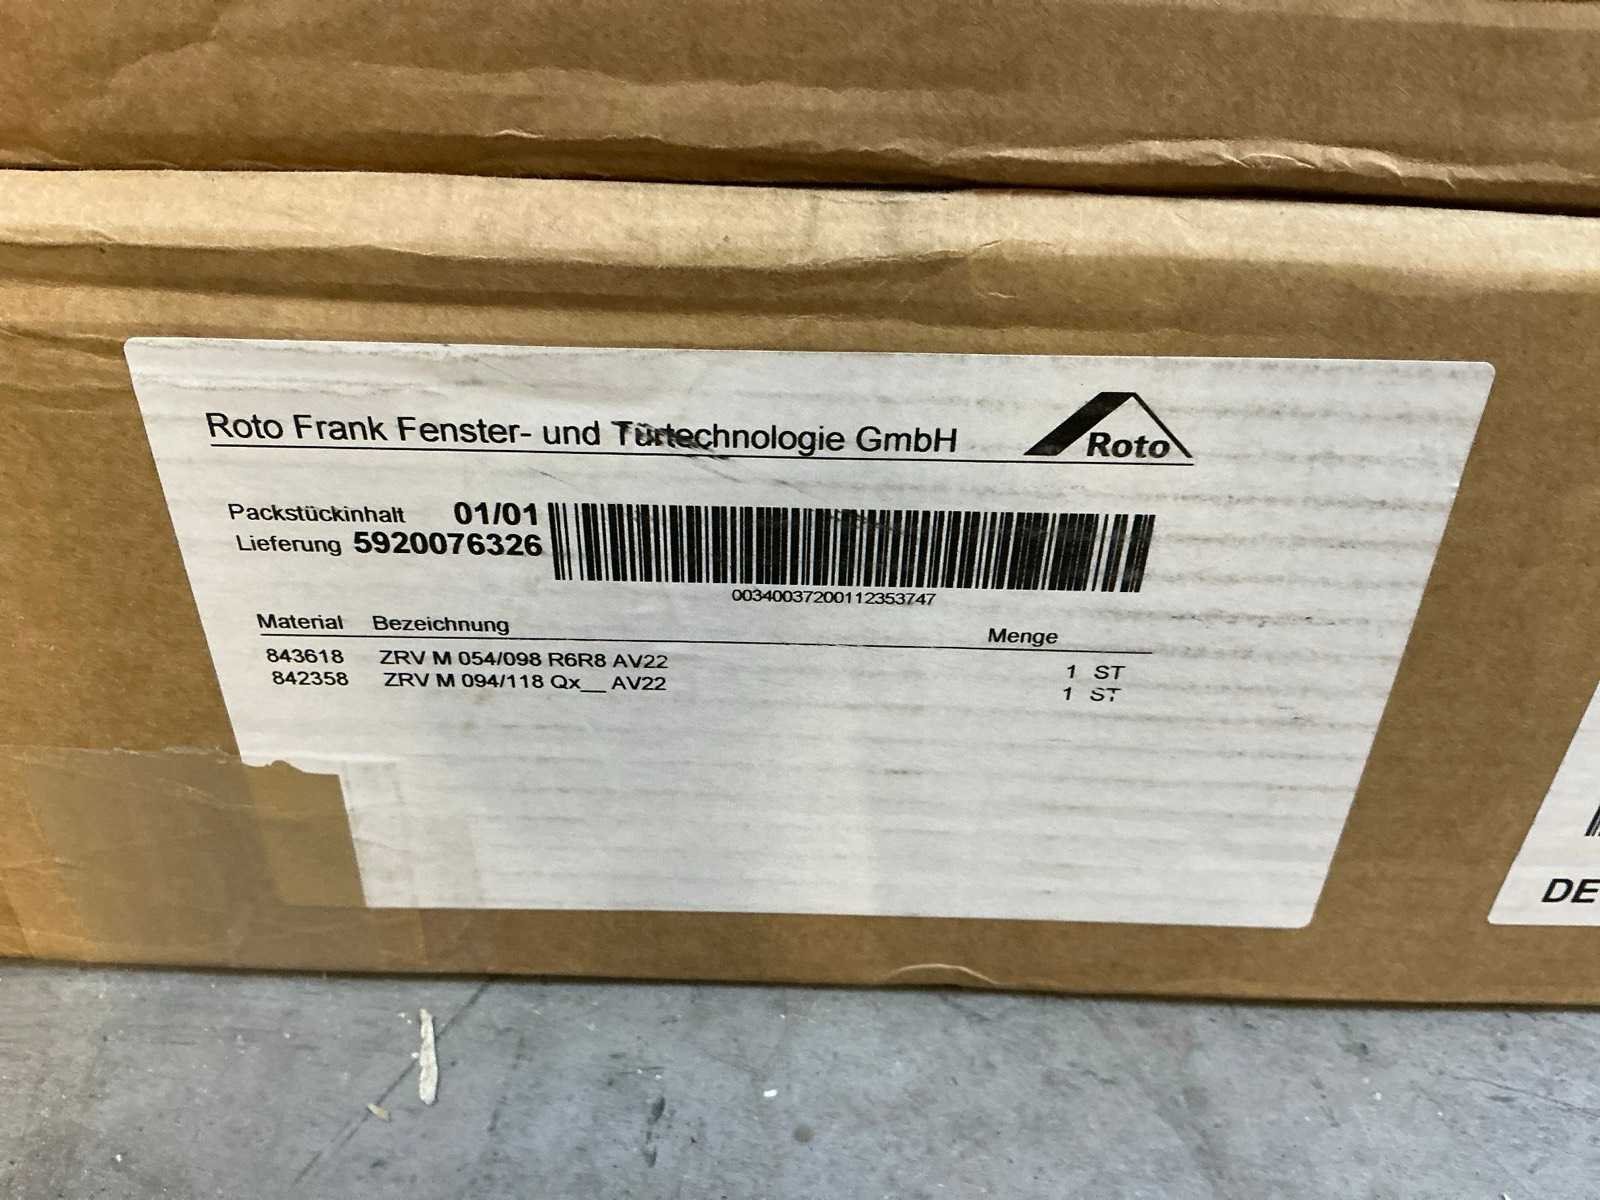 Roto Frank Fenster- und Türtechnologie GmbH
Roto
Packstückinhalt 01/01
Lieferung 5920076326
00340037200112353747
Material Bezeichnung Menge
843618 ZRV M 054/098 R6R8 AV22 1 ST
842358 ZRV M 094/118 Qx__ AV22 1 ST
DE